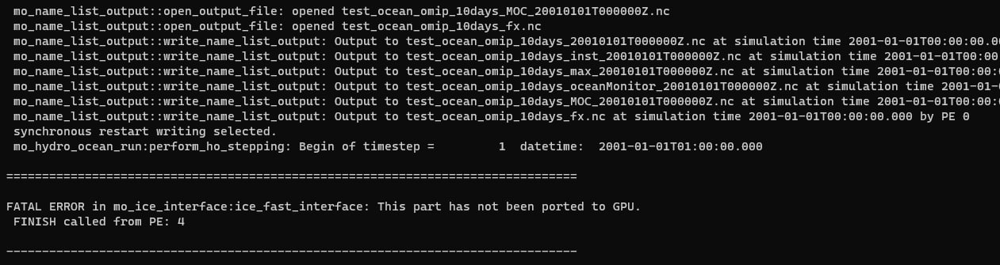 mo_name_list_output::open_output_file: opened test_ocean_omip_10days_MOC_20010101T000000Z.nc
mo_name_list_output::open_output_file: opened test_ocean_omip_10days_fx.nc
mo_name_list_output::write_name_list_output: Output to test_ocean_omip_10days_20010101T000000Z.nc at simulation time 2001-01-01T00:00:00.0
mo_name_list_output::write_name_list_output: Output to test_ocean_omip_10days_inst_20010101T000000Z.nc at simulation time 2001-01-01T00:00
mo_name_list_output::write_name_list_output: Output to test_ocean_omip_10days_max_20010101T000000Z.nc at simulation time 2001-01-01T00:00:
mo_name_list_output::write_name_list_output: Output to test_ocean_omip_10days_oceanMonitor_20010101T000000Z.nc at simulation time 2001-01-
mo_name_list_output::write_name_list_output: Output to test_ocean_omip_10days_MOC_20010101T000000Z.nc at simulation time 2001-01-01T00:00:
mo_name_list_output::write_name_list_output: Output to test_ocean_omip_10days_fx.nc at simulation time 2001-01-01T00:00:00.000 by PE 0
synchronous restart writing selected.
mo_hydro_ocean_run:perform_ho_stepping: Begin of timestep =         1  datetime:  2001-01-01T01:00:00.000
================================================================================
FATAL ERROR in mo_ice_interface:ice_fast_interface: This part has not been ported to GPU.
FINISH called from PE: 4
--------------------------------------------------------------------------------